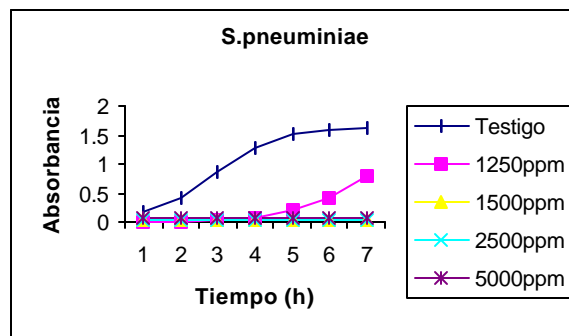 S.pneuminiae
Absorbancia
2
1.5
1
0.5
0
1 2 3 4 5 6 7
Tiempo (h)
Testigo
1250ppm
1500ppm
2500ppm
5000ppm